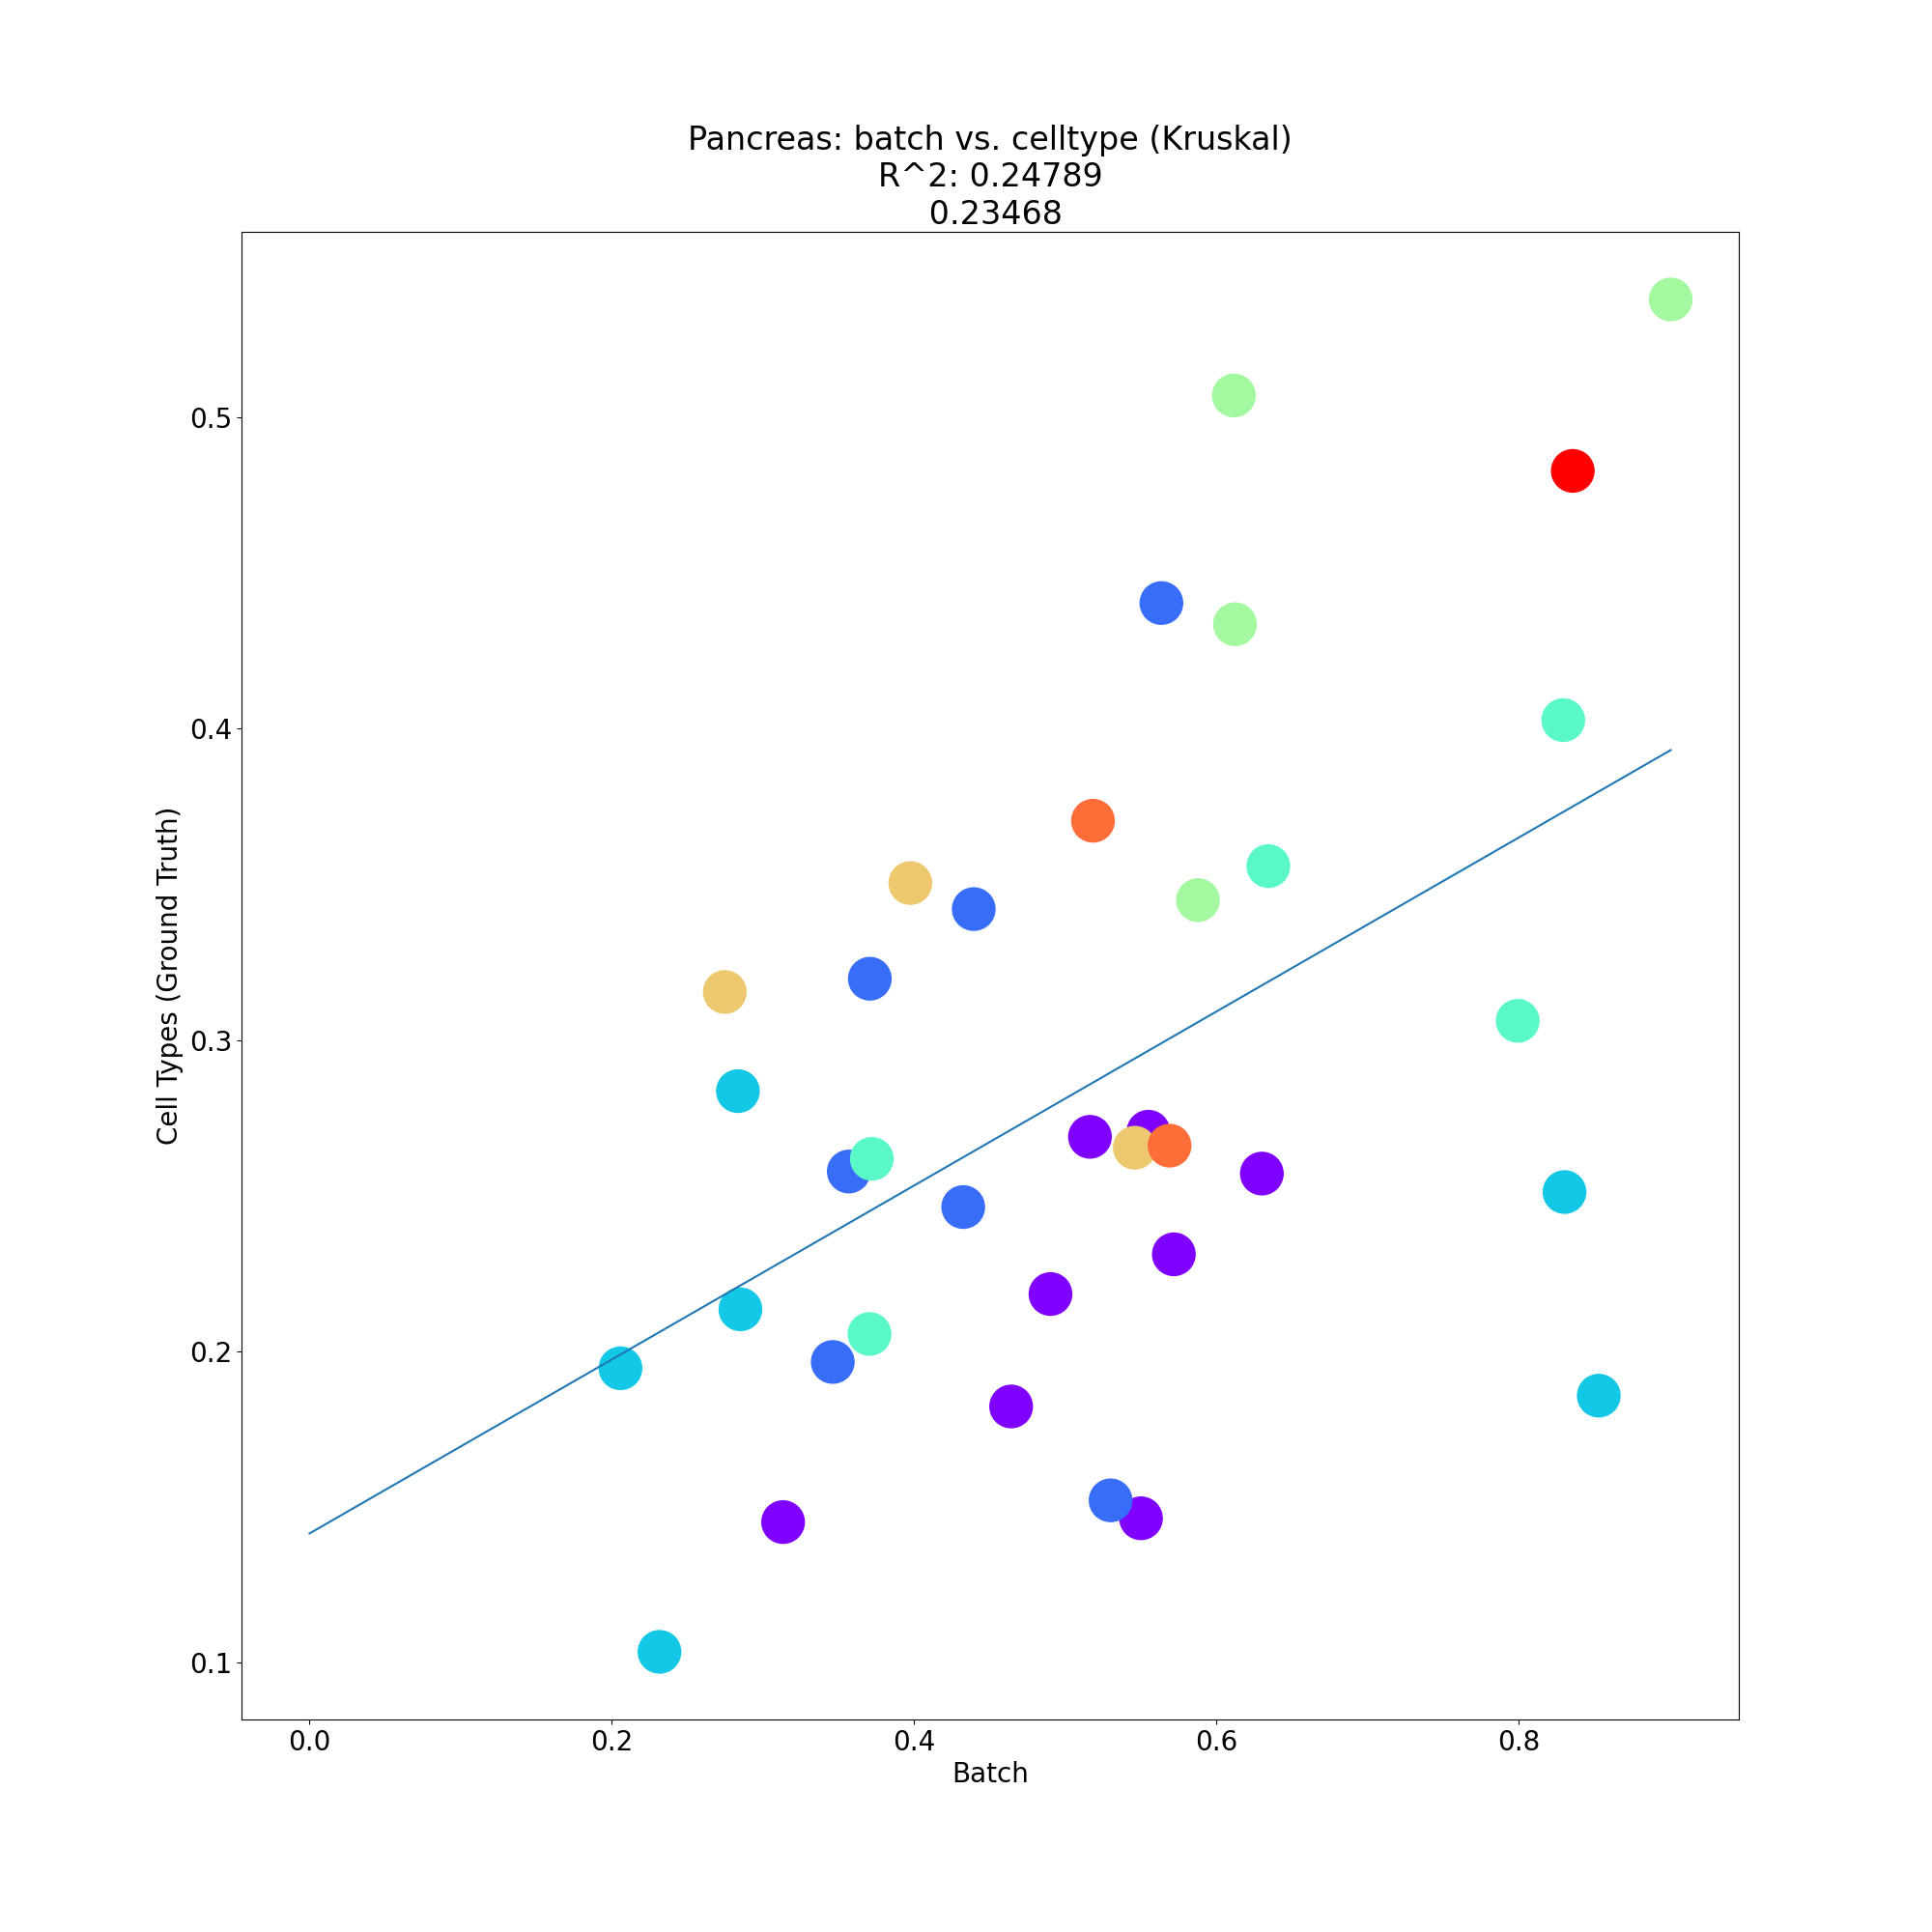 Pancreas: batch vs. celltype (Kruskal)
R^2: 0.24789
0.23468
Cell Types (Ground Truth)
0.5
0.4
0.3
0.2
0.1
0.0 0.2 0.4 0.6 0.8
Batch